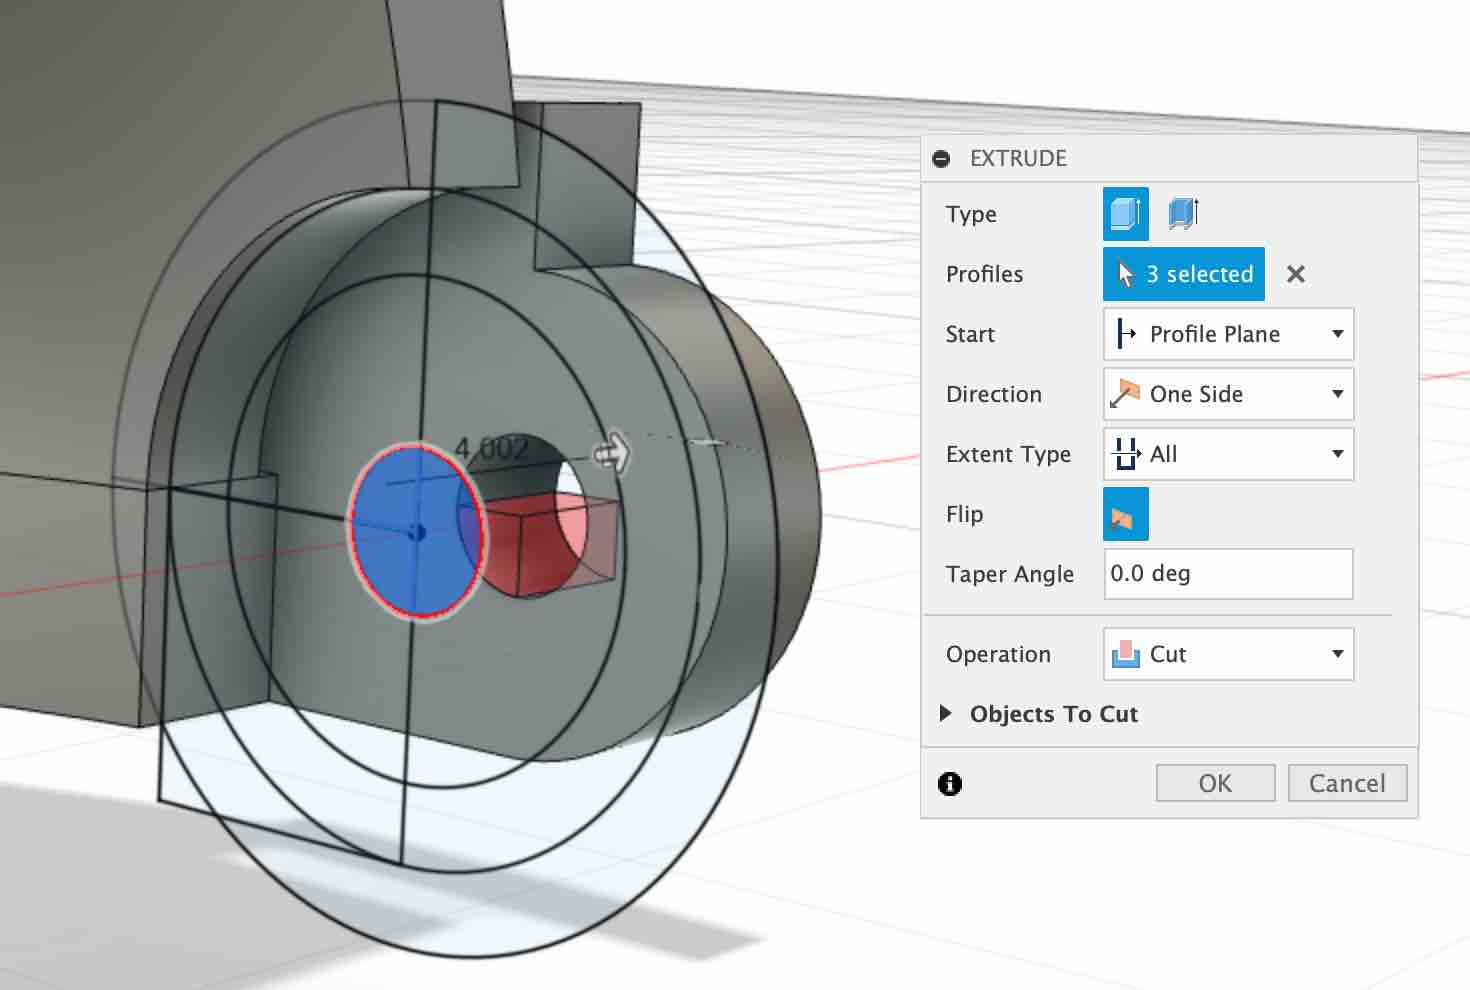 EXTRUDE
Type
Profiles 3 selected
Start Profile Plane
Direction One Side
Extent Type All
Flip
Taper Angle 0.0 deg
Operation Cut
Objects To Cut
OK Cancel
4.002